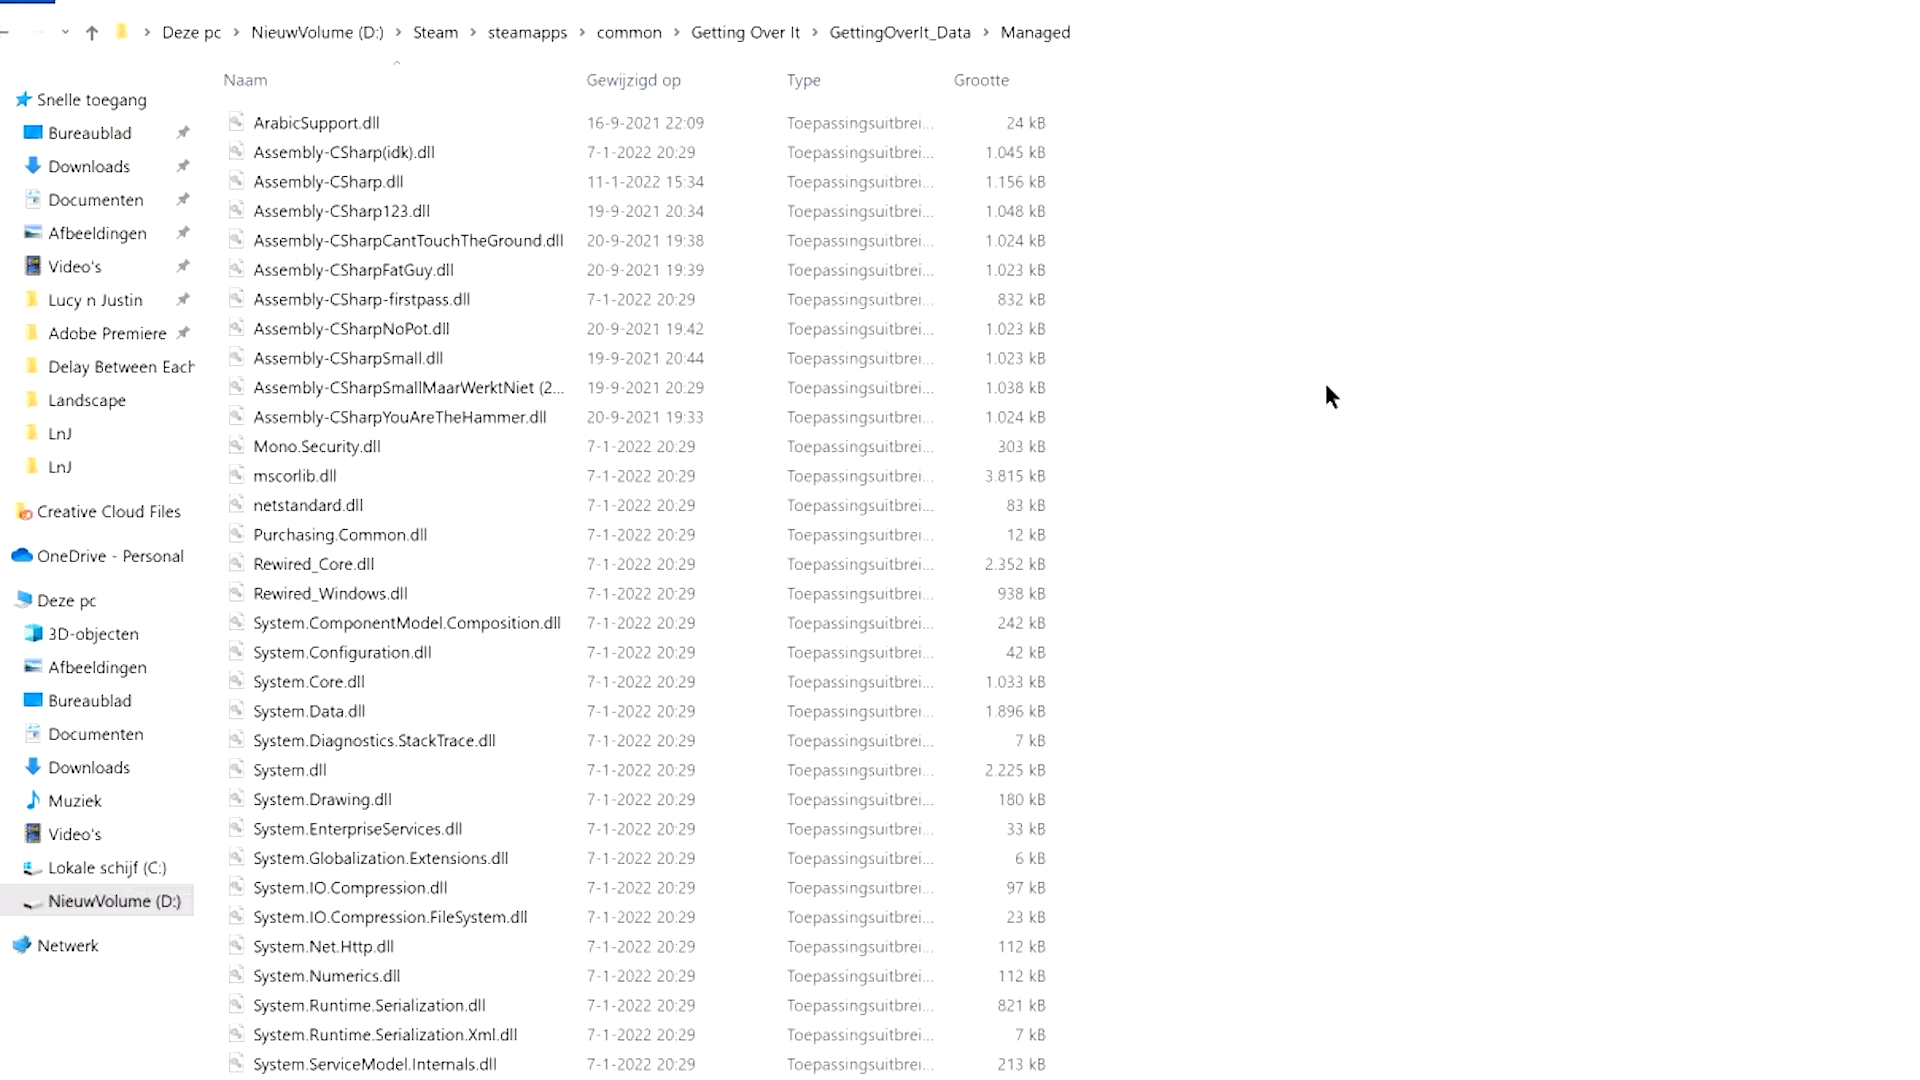 Deze pc > NieuwVolume (D:) > Steam > steamapps > common > Getting Over It > GettingOverIt_Data > Managed
Naam Gewijzigd op Type Grootte
Snelle toegang
Bureaublad
Downloads
Documenten
Afbeeldingen
Video's
Lucy n Justin
Adobe Premiere
Delay Between Each
Landscape
LnJ
LnJ
Creative Cloud Files
OneDrive - Personal
Deze pc
3D-objecten
Afbeeldingen
Bureaublad
Documenten
Downloads
Muziek
Video's
Lokale schijf (C:)
NieuwVolume (D:)
Netwerk
ArabicSupport.dll 16-9-2021 22:09 Toepassingsuitbrei... 24 kB
Assembly-CSharp(idk).dll 7-1-2022 20:29 Toepassingsuitbrei... 1.045 kB
Assembly-CSharp.dll 11-1-2022 15:34 Toepassingsuitbrei... 1.156 kB
Assembly-CSharp123.dll 19-9-2021 20:34 Toepassingsuitbrei... 1.048 kB
Assembly-CSharpCantTouchTheGround.dll 20-9-2021 19:38 Toepassingsuitbrei... 1.024 kB
Assembly-CSharpFatGuy.dll 20-9-2021 19:39 Toepassingsuitbrei... 1.023 kB
Assembly-CSharp-firstpass.dll 7-1-2022 20:29 Toepassingsuitbrei... 832 kB
Assembly-CSharpNoPot.dll 20-9-2021 19:42 Toepassingsuitbrei... 1.023 kB
Assembly-CSharpSmall.dll 19-9-2021 20:44 Toepassingsuitbrei... 1.023 kB
Assembly-CSharpSmallMaarWerktNiet (2... 19-9-2021 20:29 Toepassingsuitbrei... 1.038 kB
Assembly-CSharpYouAreTheHammer.dll 20-9-2021 19:33 Toepassingsuitbrei... 1.024 kB
Mono.Security.dll 7-1-2022 20:29 Toepassingsuitbrei... 303 kB
mscorlib.dll 7-1-2022 20:29 Toepassingsuitbrei... 3.815 kB
netstandard.dll 7-1-2022 20:29 Toepassingsuitbrei... 83 kB
Purchasing.Common.dll 7-1-2022 20:29 Toepassingsuitbrei... 12 kB
Rewired_Core.dll 7-1-2022 20:29 Toepassingsuitbrei... 2.352 kB
Rewired_Windows.dll 7-1-2022 20:29 Toepassingsuitbrei... 938 kB
System.ComponentModel.Composition.dll 7-1-2022 20:29 Toepassingsuitbrei... 242 kB
System.Configuration.dll 7-1-2022 20:29 Toepassingsuitbrei... 42 kB
System.Core.dll 7-1-2022 20:29 Toepassingsuitbrei... 1.033 kB
System.Data.dll 7-1-2022 20:29 Toepassingsuitbrei... 1.896 kB
System.Diagnostics.StackTrace.dll 7-1-2022 20:29 Toepassingsuitbrei... 7 kB
System.dll 7-1-2022 20:29 Toepassingsuitbrei... 2.225 kB
System.Drawing.dll 7-1-2022 20:29 Toepassingsuitbrei... 180 kB
System.EnterpriseServices.dll 7-1-2022 20:29 Toepassingsuitbrei... 33 kB
System.Globalization.Extensions.dll 7-1-2022 20:29 Toepassingsuitbrei... 6 kB
System.IO.Compression.dll 7-1-2022 20:29 Toepassingsuitbrei... 97 kB
System.IO.Compression.FileSystem.dll 7-1-2022 20:29 Toepassingsuitbrei... 23 kB
System.Net.Http.dll 7-1-2022 20:29 Toepassingsuitbrei... 112 kB
System.Numerics.dll 7-1-2022 20:29 Toepassingsuitbrei... 112 kB
System.Runtime.Serialization.dll 7-1-2022 20:29 Toepassingsuitbrei... 821 kB
System.Runtime.Serialization.Xml.dll 7-1-2022 20:29 Toepassingsuitbrei... 7 kB
System.ServiceModel.Internals.dll 7-1-2022 20:29 Toepassingsuitbrei... 213 kB